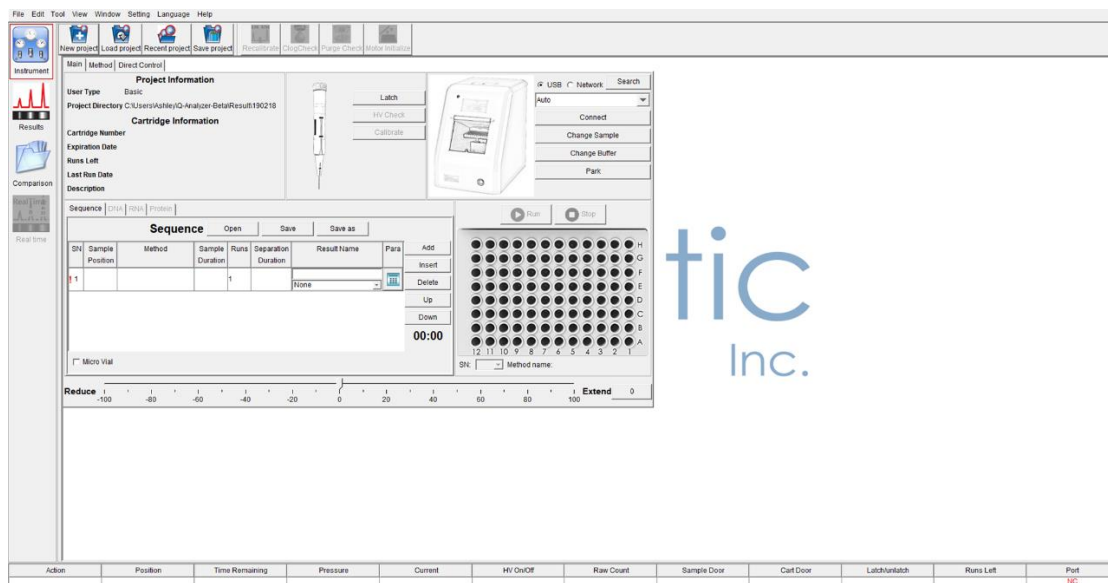 File Edit Tool View Window Setting Language Help
New project Load project Recent project Save project Recalibrate ClogCheck Purge Check Motor Initialize
Instrument
Results
Comparison
RealTime
Real time
Main Method Direct Control
Project Information
User Type Basic
Project Directory C:\Users\Ashley\Q-Analyzer-Beta\Result\190218
Cartridge Information
Cartridge Number
Expiration Date
Runs Left
Last Run Date
Description
Latch
HV Check
Calibrate
USB Network Search
Auto
Connect
Change Sample
Change Buffer
Park
Sequence DNA RNA Protein
Sequence Open Save Save as
SN Sample Position Method Sample Duration Runs Separation Duration Result Name Para
! 1 1 None
Add
Insert
Delete
Up
Down
00:00
Micro Vial
Run Stop
H
G
F
E
D
C
B
A
12 11 10 9 8 7 6 5 4 3 2 1
SN: Method name:
Reduce Extend 0
-100 -80 -60 -40 -20 0 20 40 60 80 100
tic
Inc.
Action Position Time Remaining Pressure Current HV On/Off Raw Count Sample Door Cart Door Latch/unlatch Runs Left Port
NC